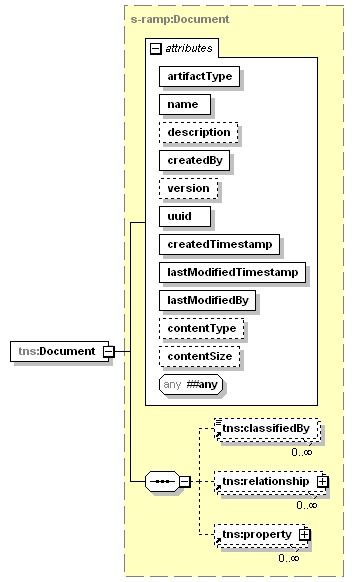 s-ramp:Document
attributes
artifactType
name
description
createdBy
version
uuid
createdTimestamp
lastModifiedTimestamp
lastModifiedBy
contentType
contentSize
any ##any
tns:Document
tns:classifiedBy
0..∞
tns:relationship
0..∞
tns:property
0..∞